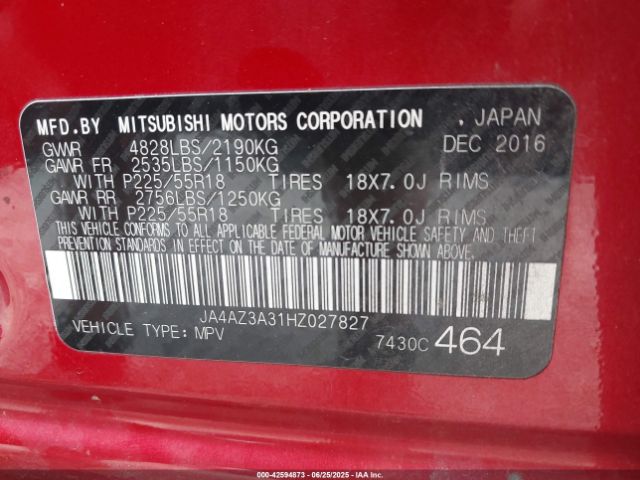 MFD.BY MITSUBISHI MOTORS CORPORATION , JAPAN
GVWR 4828LBS/2190KG DEC 2016
GAWR FR 2535LBS/1150KG
WITH P225/55R18 TIRES 18X7.0J RIMS
GAWR RR 2756LBS/1250KG
WITH P225/55R18 TIRES 18X7.0J RIMS
THIS VEHICLE CONFORMS TO ALL APPLICABLE FEDERAL MOTOR VEHICLE SAFETY AND THEFT
PREVENTION STANDARDS IN EFFECT ON THE DATE OF MANUFACTURE SHOWN ABOVE.
JA4AZ3A31HZ027827
VEHICLE TYPE: MPV 7430C 464
000-42594873 - 06/25/2025 - IAA Inc.